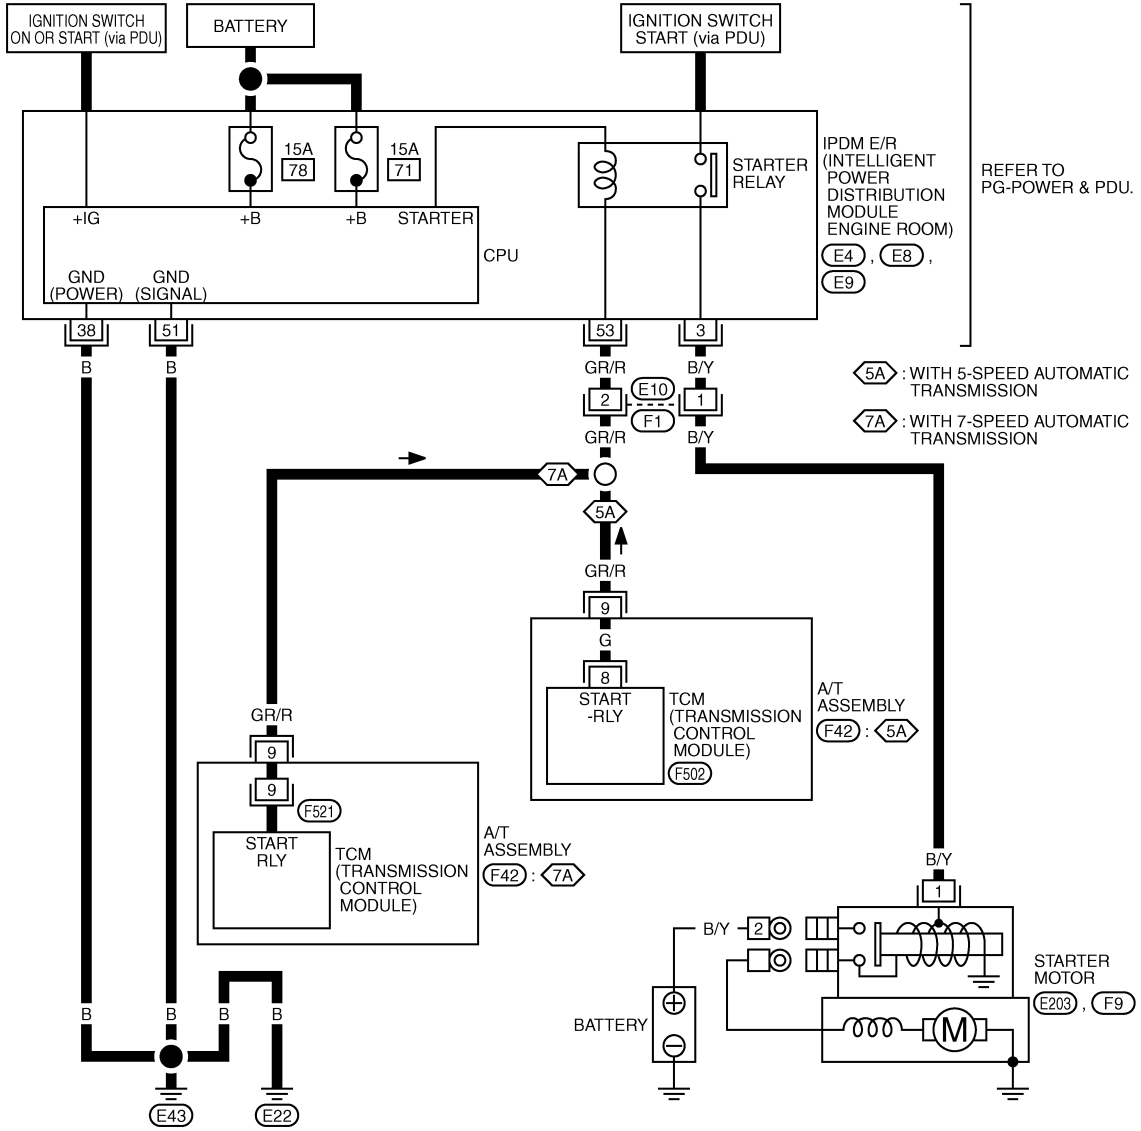 IGNITION SWITCH
ON OR START (via PDU)
BATTERY
IGNITION SWITCH
START (via PDU)
15A
78
15A
71
STARTER
RELAY
IPDM E/R
(INTELLIGENT
POWER
DISTRIBUTION
MODULE
ENGINE ROOM)
E4 , E8 ,
E9
REFER TO
PG-POWER & PDU.
+IG
+B
+B
STARTER
CPU
GND
(POWER)
GND
(SIGNAL)
38
51
53
3
B
B
GR/R
B/Y
5A : WITH 5-SPEED AUTOMATIC
TRANSMISSION
7A : WITH 7-SPEED AUTOMATIC
TRANSMISSION
2
E10
F1
1
GR/R
B/Y
7A
5A
GR/R
9
G
8
START
-RLY
TCM
(TRANSMISSION
CONTROL
MODULE)
F502
A/T
ASSEMBLY
F42 : 5A
GR/R
9
9
F521
START
RLY
TCM
(TRANSMISSION
CONTROL
MODULE)
A/T
ASSEMBLY
F42 : 7A
B/Y
1
B/Y
2
STARTER
MOTOR
E203 , F9
BATTERY
M
B
B
B
B
E43
E22